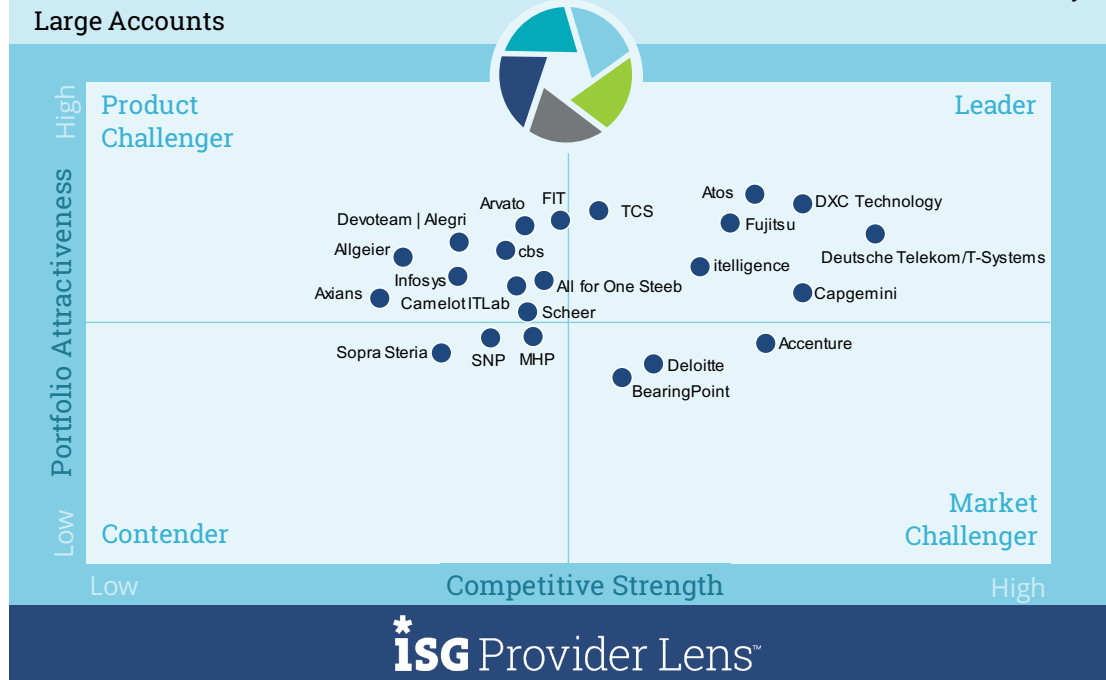 Large Accounts
High
Product
Challenger
Leader
Portfolio Attractiveness
Atos
DXC Technology
FIT
Arvato
TCS
Devoteam | Alegri
Fujitsu
Allgeier
cbs
Deutsche Telekom/T-Systems
itelligence
Infosys
All for One Steeb
Axians
Camelot ITLab
Capgemini
Scheer
Accenture
Sopra Steria
SNP
MHP
Deloitte
BearingPoint
Low
Contender
Market
Challenger
Low
Competitive Strength
High
*ISG Provider Lens™